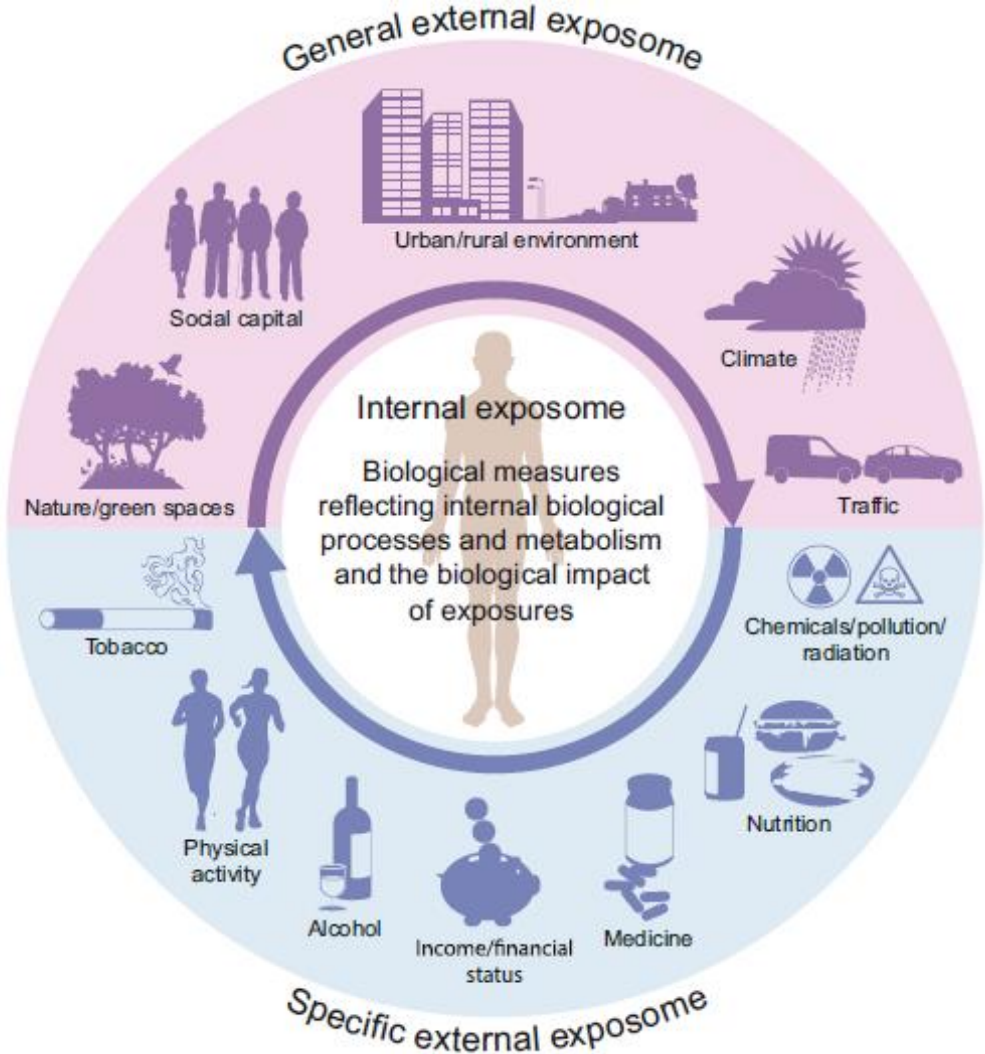 General external exposome
Urban/rural environment
Social capital
Climate
Nature/green spaces
Traffic
Internal exposome
Biological measures
reflecting internal biological
processes and metabolism
and the biological impact
of exposures
Tobacco
Chemicals/pollution/
radiation
Physical
activity
Nutrition
Alcohol
Income/financial
status
Medicine
Specific external exposome